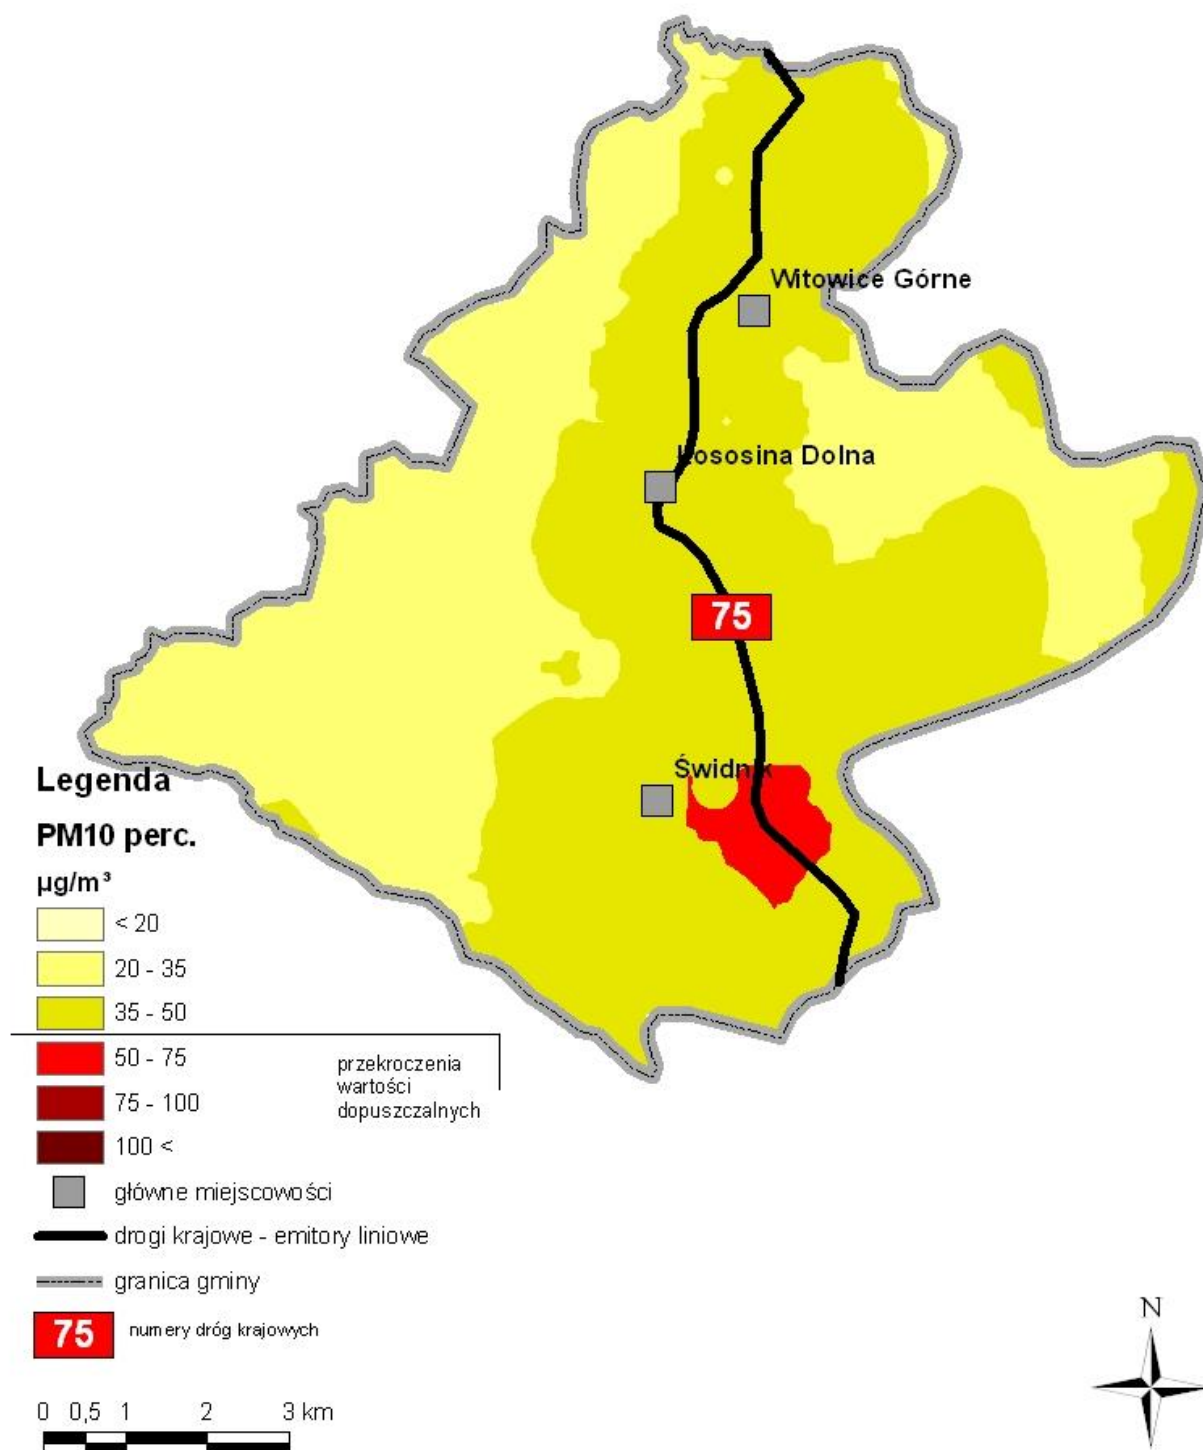 Witowice Górne
Łososina Dolna
75
Świdnik
Legenda
PM10 perc.
µg/m³
< 20
20 - 35
35 - 50
50 - 75
75 - 100
100 <
przekroczenia
wartości
dopuszczalnych
główne miejscowości
drogi krajowe - emitory liniowe
granica gminy
75 numery dróg krajowych
0 0,5 1 2 3 km
N